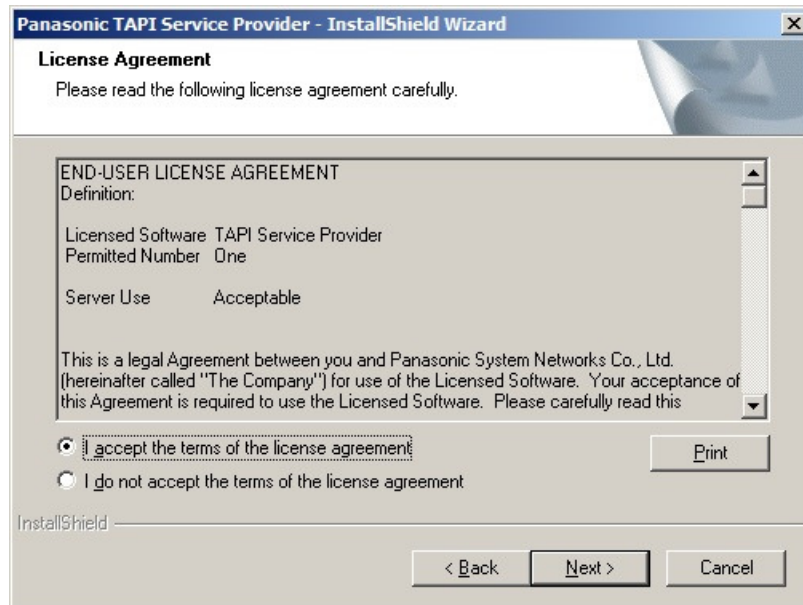 Panasonic TAPI Service Provider - InstallShield Wizard
License Agreement
Please read the following license agreement carefully.
END-USER LICENSE AGREEMENT
Definition:
Licensed Software TAPI Service Provider
Permitted Number One
Server Use Acceptable
This is a legal Agreement between you and Panasonic System Networks Co., Ltd.
(hereinafter called "The Company") for use of the Licensed Software. Your acceptance of
this Agreement is required to use the Licensed Software. Please carefully read this
I accept the terms of the license agreement
Print
I do not accept the terms of the license agreement
InstallShield
< Back Next > Cancel